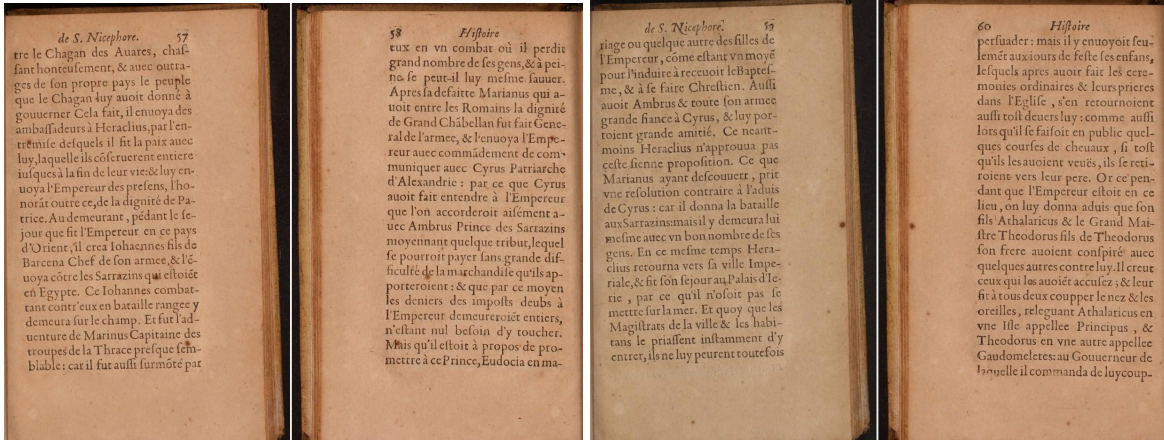 de S. Nicephore. 57
tre le Chagan des Auares, chaſ-
ſant honteuſement, & auec outra-
ges de ſon propre pays le peuple
que le Chagan luy auoit donné à
gouuerner Cela fait, il enuoya des
ambaſſadeurs à Heraclius, par l'en-
tremiſe deſquels il fit la paix auec
luy, laquelle ils cõſeruerent entiere
iuſques à la fin de leur vie: & luy en-
uoya l'Empereur des preſens, l'ho-
norãt outre ce, de la dignité de Pa-
trice. Au demeurant, pẽdant le ſe-
jour que fit l'Empereur en ce pays
d'Orient, il crea Iohannes fils de
Barcena Chef de ſon armee, & l'ẽ-
uoya cõtre les Sarrazins qui eſtoiẽt
en Egypte. Ce Iohannes combat-
tant contr'eux en bataille rangee y
demeura ſur le champ. Et fut l'ad-
uenture de Marinus Capitaine des
troupes de la Thrace preſque ſem-
blable: car il fut auſſi ſurmõté par
58 Hiſtoire
eux en vn combat où il perdit
grand nombre de ſes gens, & à pei-
ne ſe peut-il luy meſme ſauuer.
Apres ſa defaitte Marianus qui a-
uoit entre les Romains la dignité
de Grand Chãbellan fut fait Gene-
ral de l'armee, & l'enuoya l'Empe-
reur auec commãdement de com-
muniquer auec Cyrus Patriarche
d'Alexandrie: par ce que Cyrus
auoit fait entendre à l'Empereur
que l'on accorderoit aiſément a-
uec Ambrus Prince des Sarrazins
moyennant quelque tribut, lequel
ſe pourroit payer ſans grande dif-
ficulté de la marchandiſe qu'ils ap-
porteroient: & que par ce moyen
les deniers des impoſts deubs à
l'Empereur demeureroiẽt entiers,
n'eſtant nul beſoin d'y toucher.
Mais qu'il eſtoit à propos de pro-
mettre à ce Prince, Eudocia en ma-
de S. Nicephore. 59
riage ou quelque autre des filles de
l'Empereur, cõme eſtant vn moyẽ
pour l'induire à receuoir le Bapteſ-
me, & à ſe faire Chreſtien. Auſſi
auoit Ambrus & toute ſon armee
grande fiance à Cyrus, & luy por-
toient grande amitié. Ce neant-
moins Heraclius n'approuua pas
ceſte ſienne propoſition. Ce que
Marianus ayant deſcouuert, prit
vne reſolution contraire à l'aduis
de Cyrus: car il donna la bataille
aux Sarrazins: mais il y demeura lui
meſme auec vn bon nombre de ſes
gens. En ce meſme temps Hera-
clius retourna vers ſa ville Impe-
riale, & fit ſon ſejour au Palais d'Ie-
rie, par ce qu'il n'oſoit pas ſe
mettre ſur la mer. Et quoy que les
Magiſtrats de la ville & les habi-
tans le priaſſent inſtamment d'y
entrer, ils ne luy peurent toutefois
60 Hiſtoire
perſuader: mais il y enuoyoit ſeu-
lemẽt aux iours de feſte ſes enfans,
leſquels apres auoir fait les cere-
monies ordinaires & leurs prieres
dans l'Egliſe, s'en retournoient
auſſi toſt deuers luy: comme auſſi
lors qu'il ſe faiſoit en public quel-
ques courſes de cheuaux, ſi toſt
qu'ils les auoient veuës, ils ſe reti-
roient vers leur pere. Or ce pen-
dant que l'Empereur eſtoit en ce
lieu, on luy donna aduis que ſon
fils Athalaricus & le Grand Mai-
ſtre Theodorus fils de Theodorus
ſon frere auoient conſpiré auec
quelques autres contre luy. Il creut
ceux qui les auoiẽt accuſez; & leur
fit à tous deux coupper le nez & les
oreilles, releguant Athalaricus en
vne Iſle appellee Principus, &
Theodorus en vne autre appellee
Gaudomeletes: au Gouuerneur de
laquelle il commanda de luy coup-